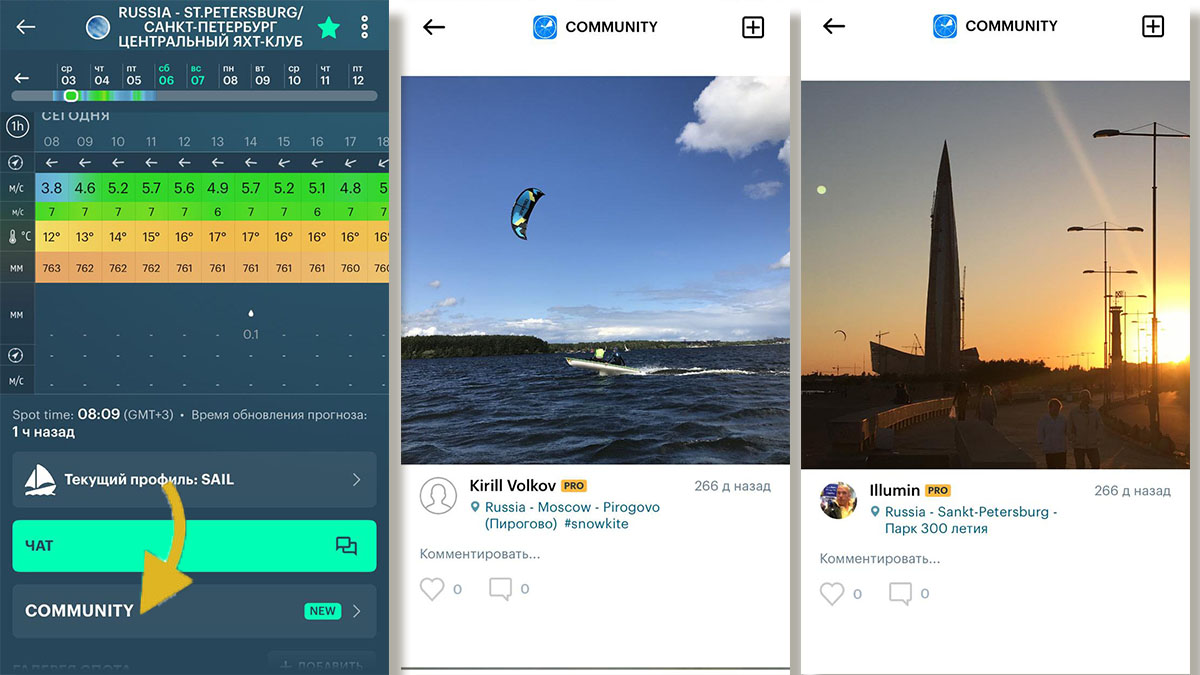 RUSSIA - ST.PETERSBURG/
САНКТ-ПЕТЕРБУРГ
ЦЕНТРАЛЬНЫЙ ЯХТ-КЛУБ
ср чт пт сб вс пн вт ср чт пт
03 04 05 06 07 08 09 10 11 12
1h
СЕГОДНЯ
08 09 10 11 12 13 14 15 16 17 18
М/С 3.8 4.6 5.2 5.7 5.6 4.9 5.7 5.2 5.1 4.8 5
М/С 7 7 7 7 7 6 7 7 6 7 7
°C 12° 13° 14° 15° 16° 17° 17° 16° 16° 16° 16°
ММ 763 762 762 762 761 761 761 761 761 760 760
ММ
0.1
М/С
Spot time: 08:09 (GMT+3) • Время обновления прогноза:
1 ч назад
Текущий профиль: SAIL
ЧАТ
COMMUNITY NEW
ГАЛЕРЕЯ СПОТА + ДОБАВИТЬ
COMMUNITY
Kirill Volkov PRO 266 д назад
Russia - Moscow - Pirogovo
(Пирогово) #snowkite
Комментировать...
0 0
COMMUNITY
Illumin PRO 266 д назад
Russia - Sankt-Petersburg -
Парк 300 летия
Комментировать...
0 0